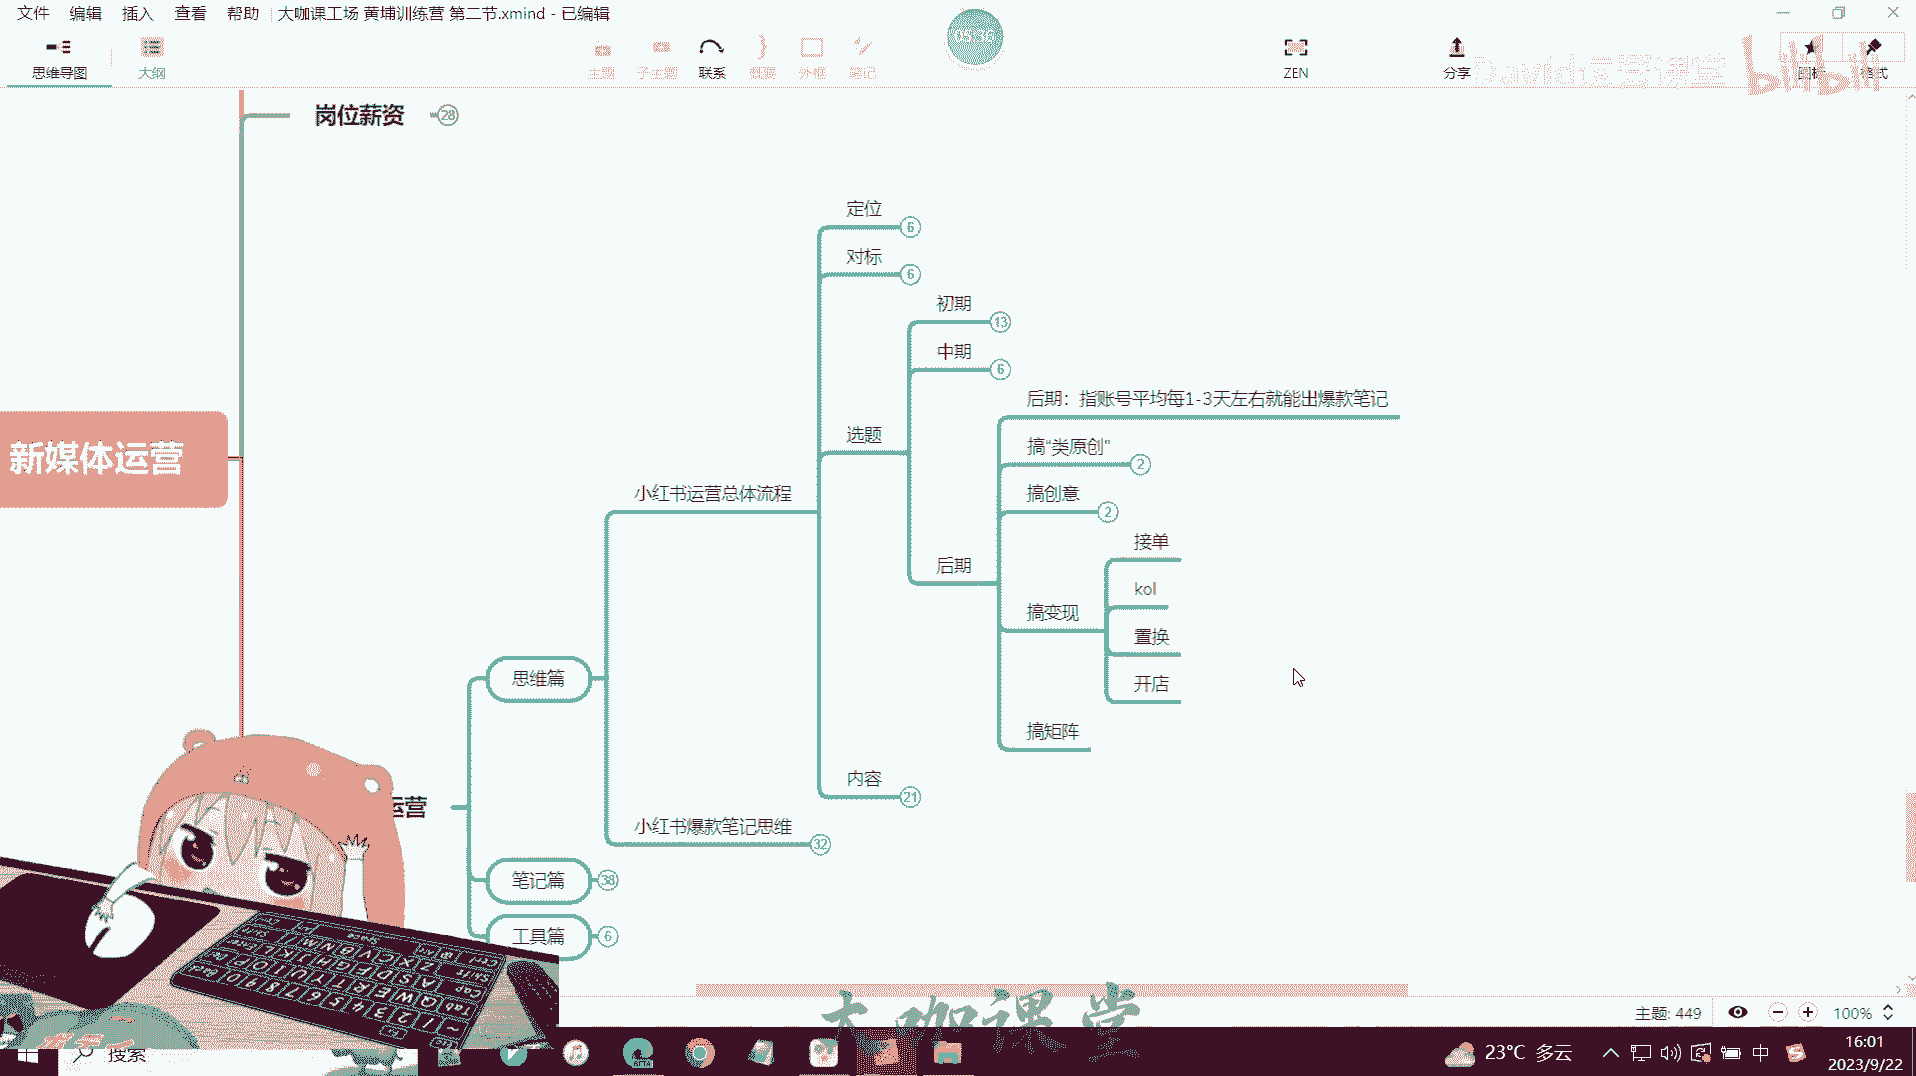 文件 编辑 插入 查看 帮助 大咖课工场 黄埔训练营 第二节.xmind - 已编辑
05:36
思维导图 大纲 主题 子主题 联系 概要 外框 笔记 ZEN 分享 图标 格式
bilibili
岗位薪资 28
定位 6
对标 6
初期 13
中期 6
后期：指账号平均每1-3天左右就能出爆款笔记
选题
搞“类原创” 2
新媒体运营
小红书运营总体流程
搞创意 2
接单
后期
kol
搞变现
置换
思维篇
开店
搞矩阵
内容 21
运营
小红书爆款笔记思维 32
笔记篇 38
工具篇 6
大咖课堂
主题: 449 100%
搜索
23°C 多云 中 16:01
2023/9/22